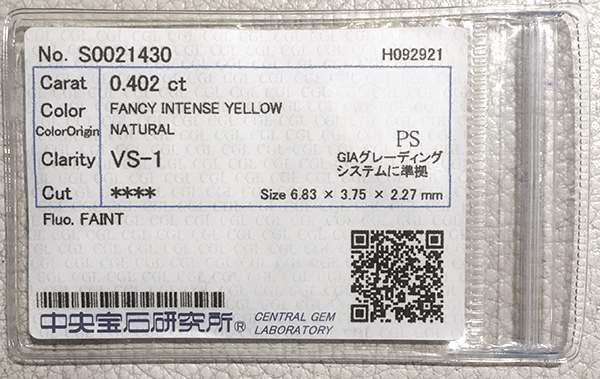 No. S0021430 H092921
Carat 0.402 ct
Color FANCY INTENSE YELLOW
ColorOrigin NATURAL
Clarity VS-1
PS
GIAグレーディング
システムに準拠
Cut **** Size 6.83 × 3.75 × 2.27 mm
Fluo. FAINT
中央宝石研究所® CENTRAL GEM
LABORATORY